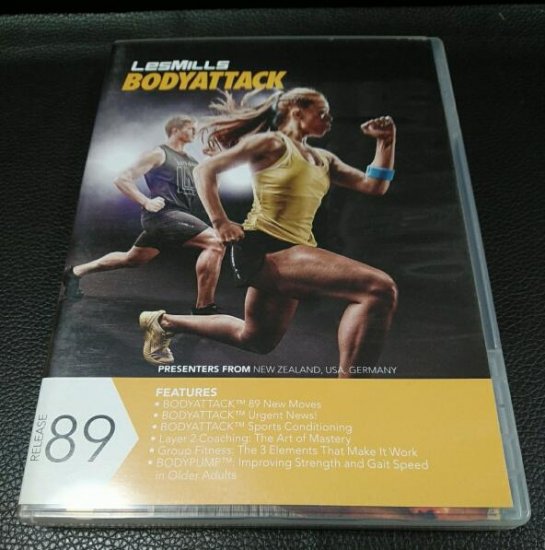 LesMills
BODYATTACK
PRESENTERS FROM NEW ZEALAND, USA, GERMANY
FEATURES
• BODYATTACK™ 89 New Moves
• BODYATTACK™ Urgent News!
• BODYATTACK™ Sports Conditioning
• Layer 2 Coaching: The Art of Mastery
• Group Fitness: The 3 Elements That Make It Work
• BODYPUMP™: Improving Strength and Gait Speed
in Older Adults
RELEASE
89